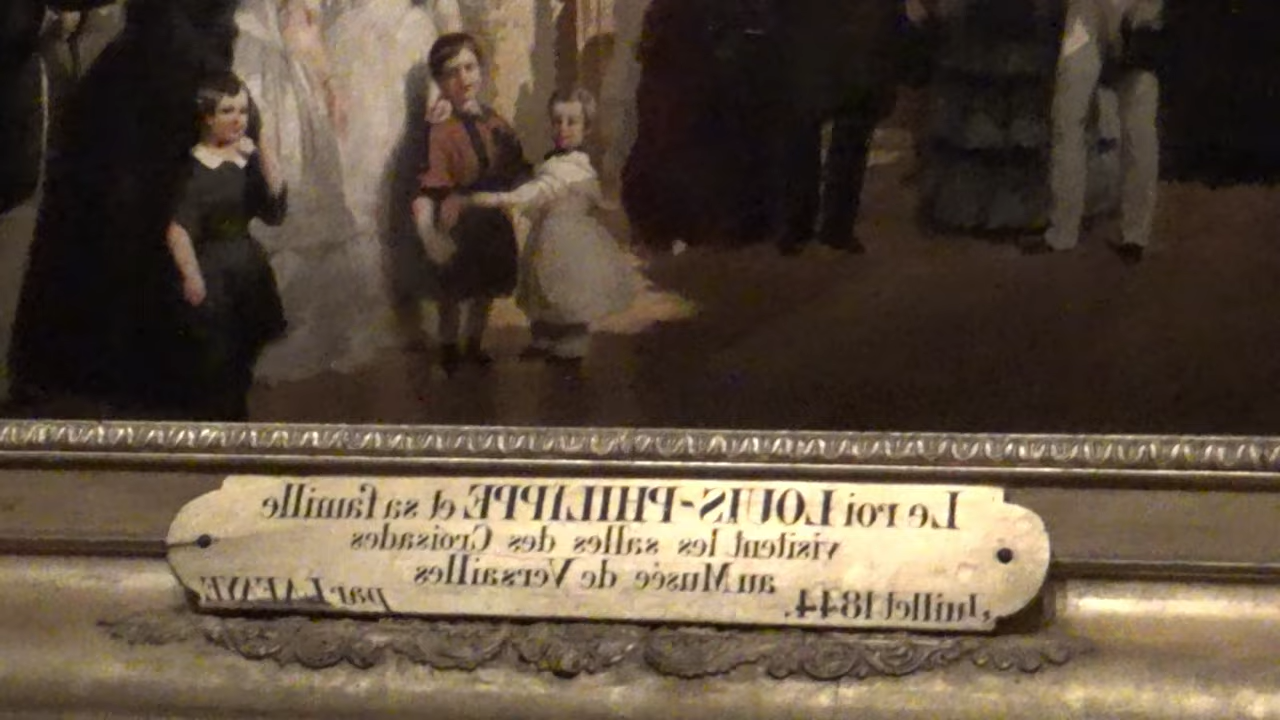 Le roi LOUIS-PHILIPPE et sa famille
visitent les salles des Croisades
au Musée de Versailles
Juillet 1844. par LAFAYE